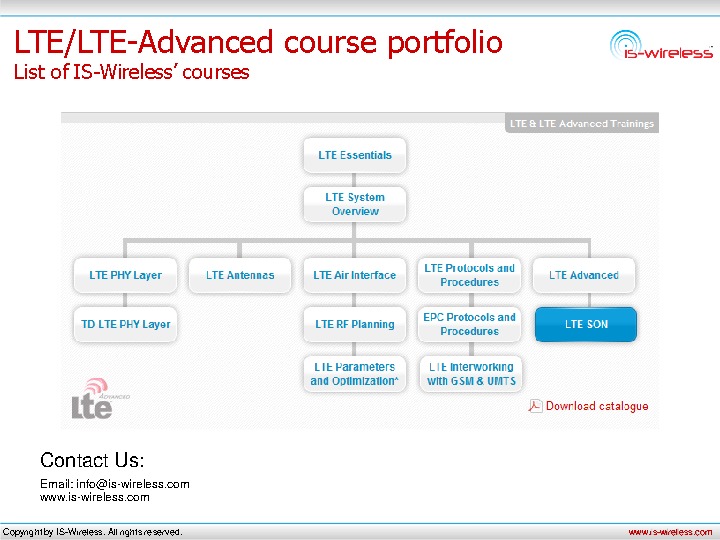 LTE/LTE-Advanced course portfolio
is-wireless
List of IS-Wireless' courses
LTE & LTE Advanced Trainings
LTE Essentials
LTE System
Overview
LTE PHY Layer
LTE Antennas
LTE Air Interface
LTE Protocols and
Procedures
LTE Advanced
TD LTE PHY Layer
LTE RF Planning
EPC Protocols and
Procedures
LTE SON
LTE Parameters
and Optimization*
LTE Interworking
with GSM & UMTS
Lte ADVANCED
Download catalogue
Contact Us:
Email: info@is-wireless.com
www.is-wireless.com
Copyright by IS-Wireless. All rights reserved.
www.is-wireless.com